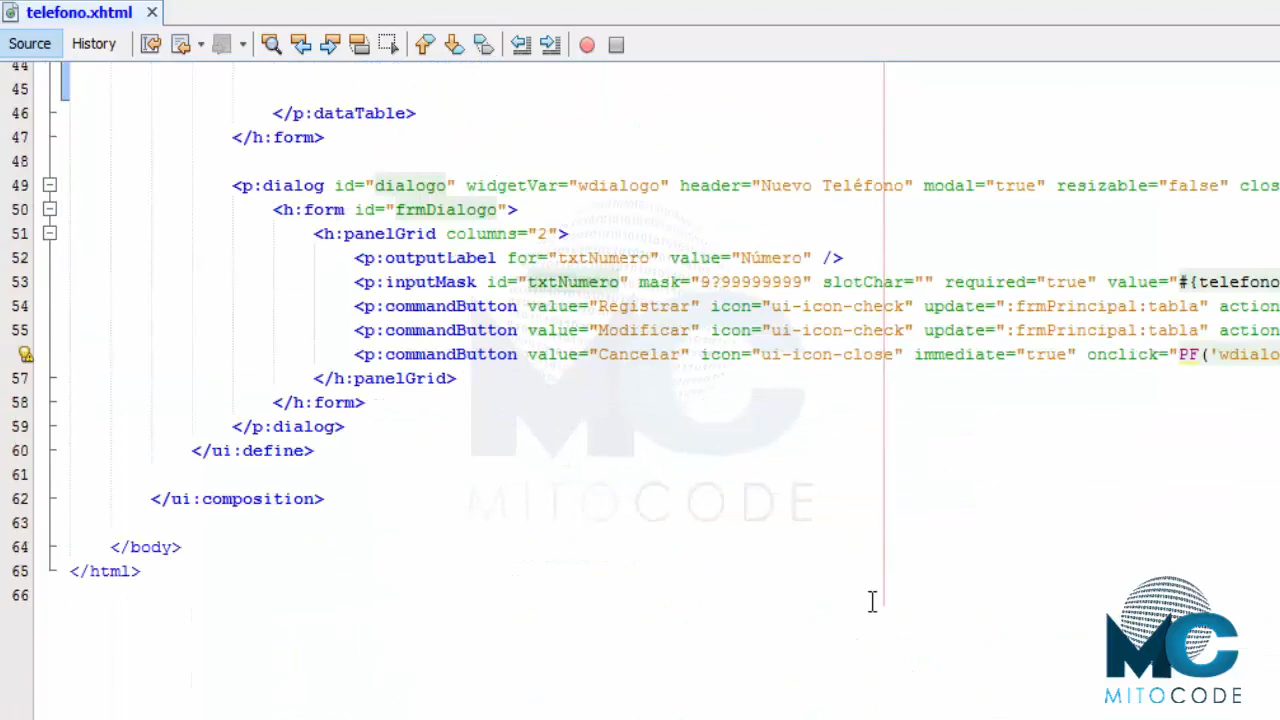 telefono.xhtml
Source History
44
45
46 </p:dataTable>
47 </h:form>
48
49 <p:dialog id="dialogo" widgetVar="wdialogo" header="Nuevo Teléfono" modal="true" resizable="false" clos
50 <h:form id="frmDialogo">
51 <h:panelGrid columns="2">
52 <p:outputLabel for="txtNumero" value="Número" />
53 <p:inputMask id="txtNumero" mask="9?99999999" slotChar="" required="true" value="#{telefono
54 <p:commandButton value="Registrar" icon="ui-icon-check" update=":frmPrincipal:tabla" action
55 <p:commandButton value="Modificar" icon="ui-icon-check" update=":frmPrincipal:tabla" action
<p:commandButton value="Cancelar" icon="ui-icon-close" immediate="true" onclick="PF('wdialo
57 </h:panelGrid>
58 </h:form>
59 </p:dialog>
60 </ui:define>
61
62 </ui:composition>
63
64 </body>
65 </html>
66
MC
MITOCODE
MC
MITOCODE